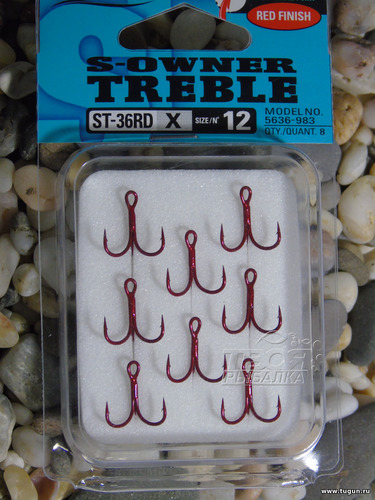 RED FINISH
S-OWNER
TREBLE
ST-36RD X SIZE/N° 12
MODEL NO.
5636-983
QTY./QUANT. 8
ТВОЯ
РЫБАЛКА
www.tugun.ru